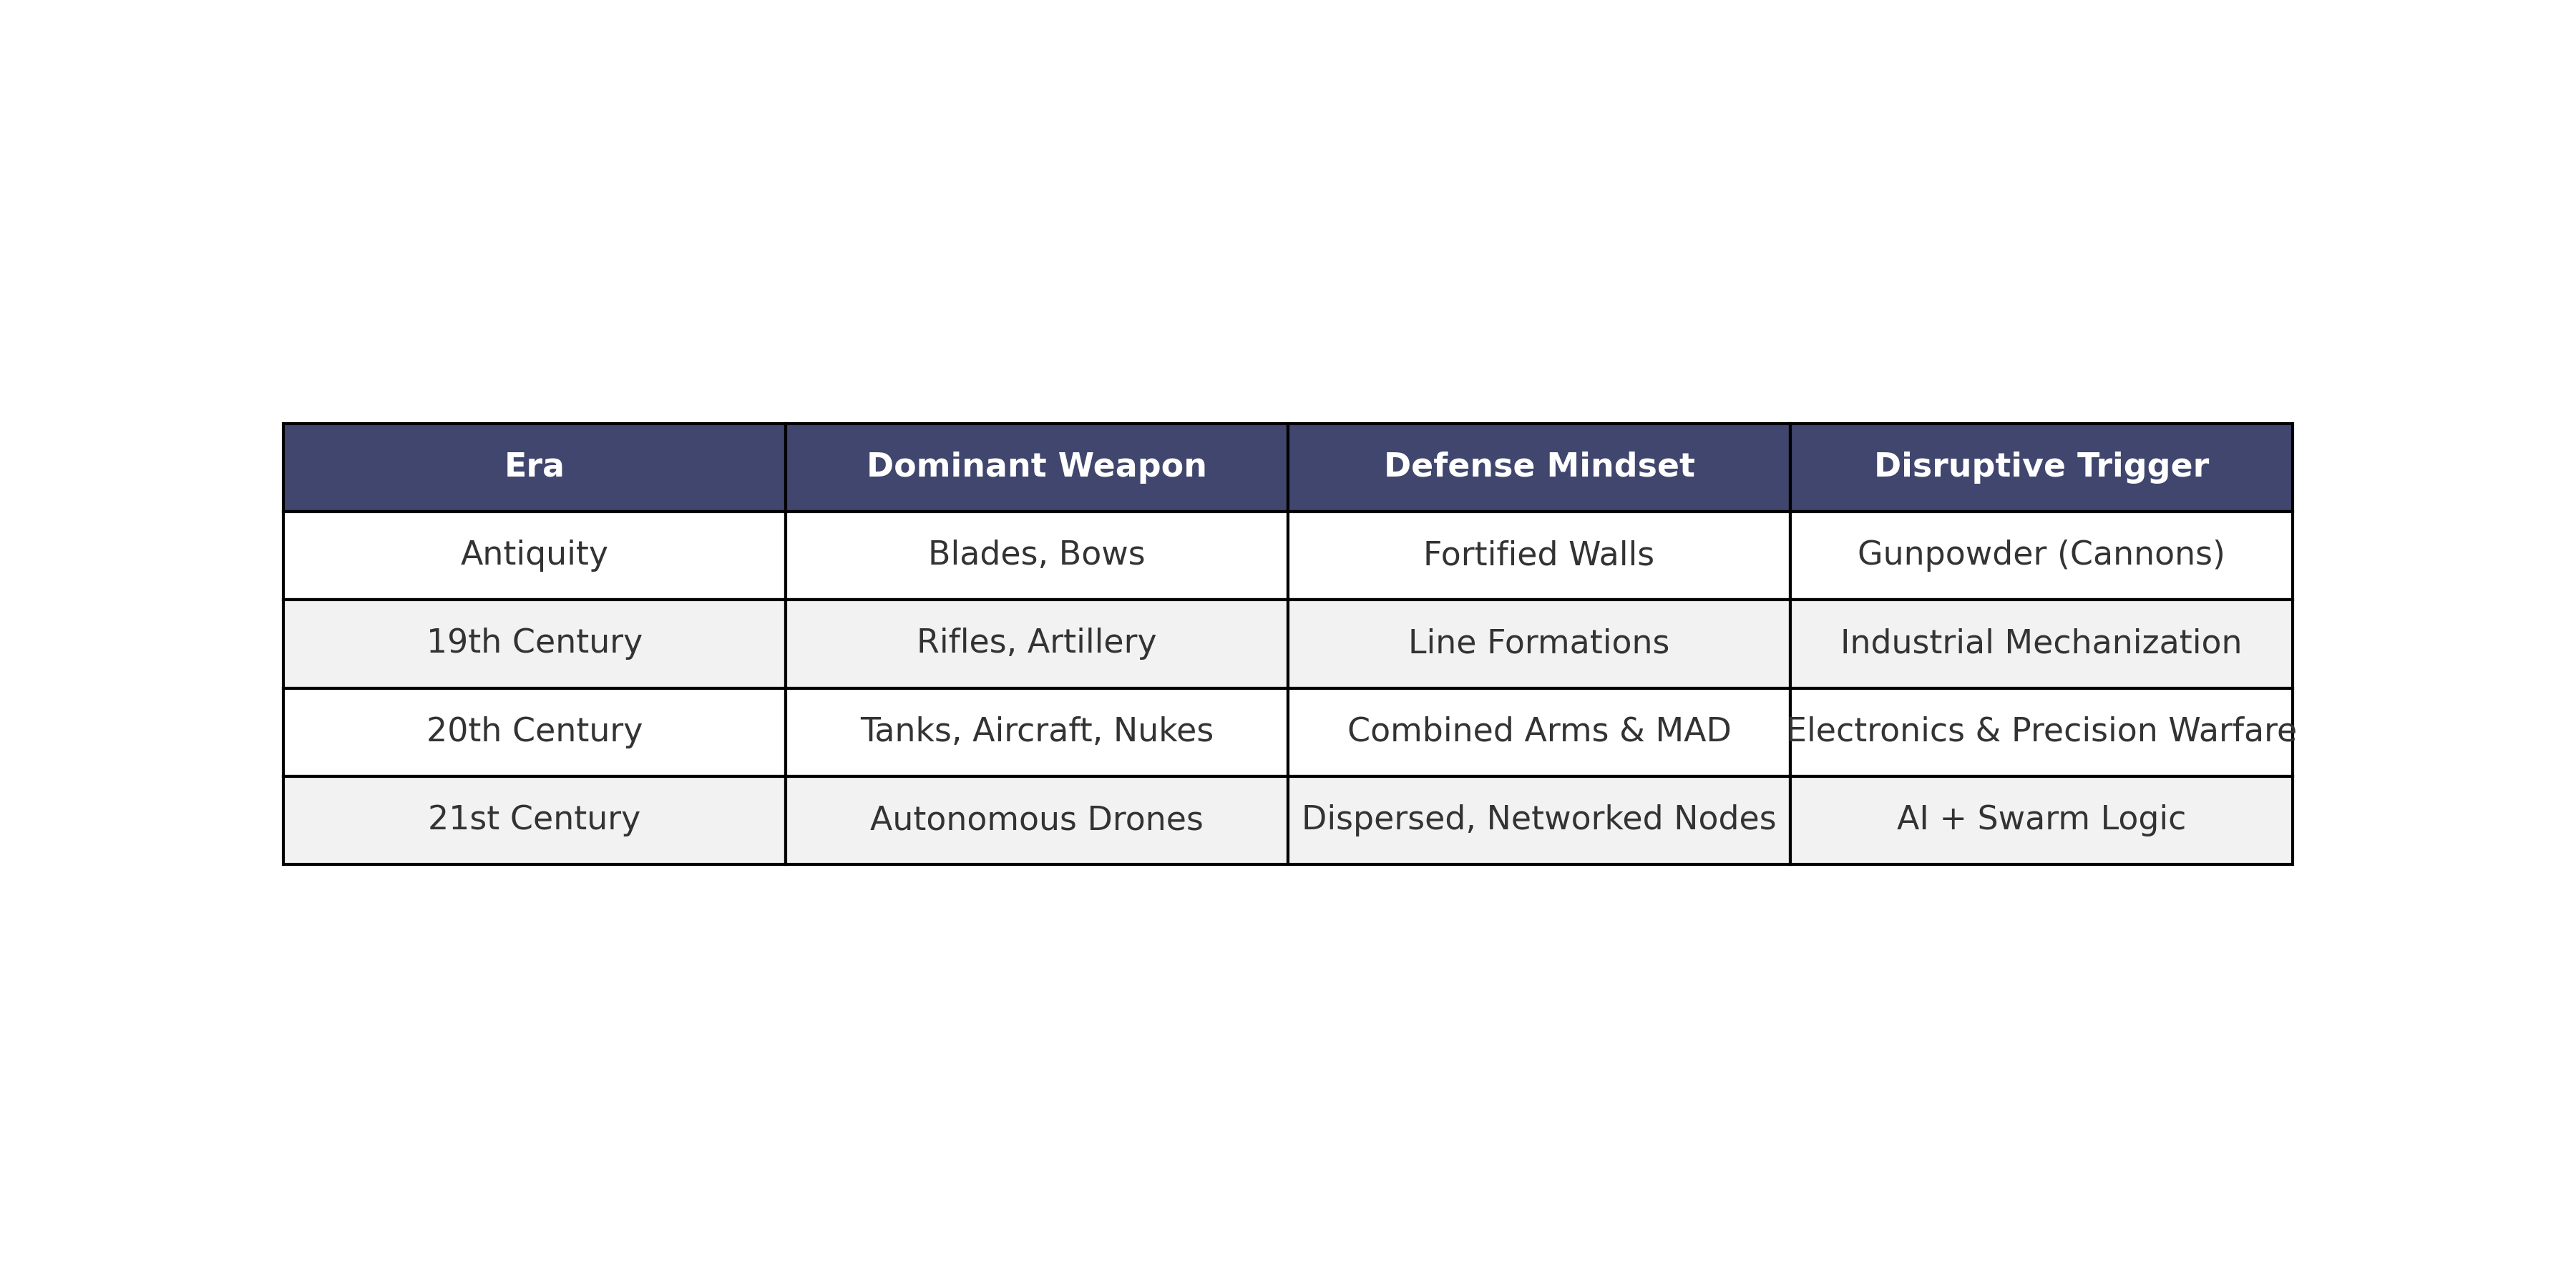 Era Dominant Weapon Defense Mindset Disruptive Trigger
Antiquity Blades, Bows Fortified Walls Gunpowder (Cannons)
19th Century Rifles, Artillery Line Formations Industrial Mechanization
20th Century Tanks, Aircraft, Nukes Combined Arms & MAD Electronics & Precision Warfare
21st Century Autonomous Drones Dispersed, Networked Nodes AI + Swarm Logic